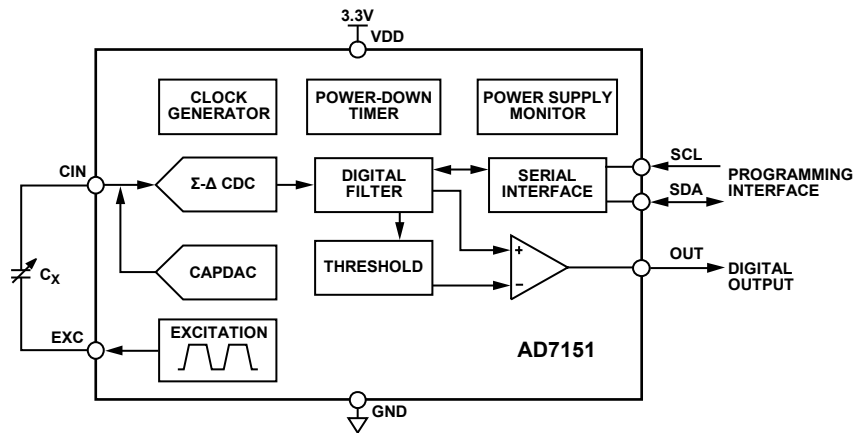 3.3V
VDD
CLOCK
GENERATOR
POWER-DOWN
TIMER
POWER SUPPLY
MONITOR
CIN
Σ-Δ CDC
DIGITAL
FILTER
SERIAL
INTERFACE
SCL
SDA
PROGRAMMING
INTERFACE
CX
CAPDAC
THRESHOLD
+
−
OUT
DIGITAL
OUTPUT
EXC
EXCITATION
AD7151
GND